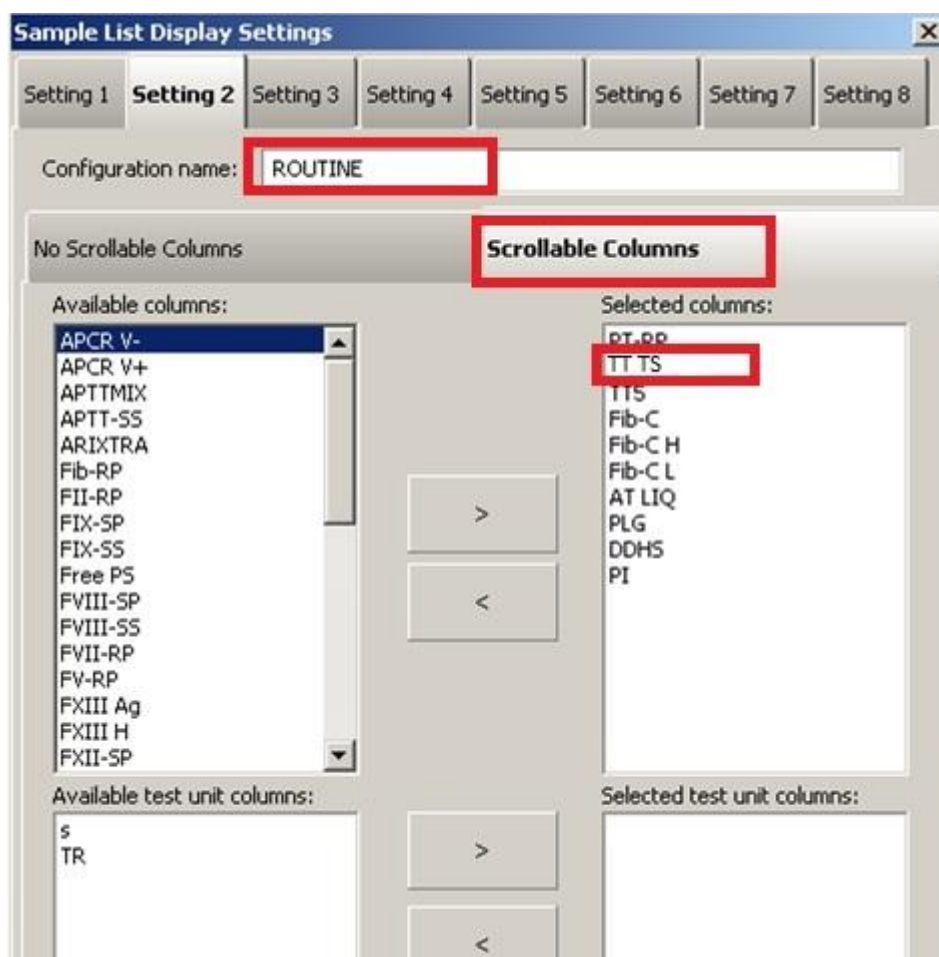 Sample List Display Settings
Setting 1 Setting 2 Setting 3 Setting 4 Setting 5 Setting 6 Setting 7 Setting 8
Configuration name: ROUTINE
No Scrollable Columns Scrollable Columns
Available columns:
APCR V-
APCR V+
APTTMIX
APTT-SS
ARIXTRA
Fib-RP
FII-RP
FIX-SP
FIX-SS
Free PS
FVIII-SP
FVIII-SS
FVII-RP
FV-RP
FXIII Ag
FXIII H
FXII-SP
>
<
Selected columns:
PT-RP
TT TS
TT5
Fib-C
Fib-C H
Fib-C L
AT LIQ
PLG
DDHS
PI
Available test unit columns:
s
TR
>
<
Selected test unit columns: